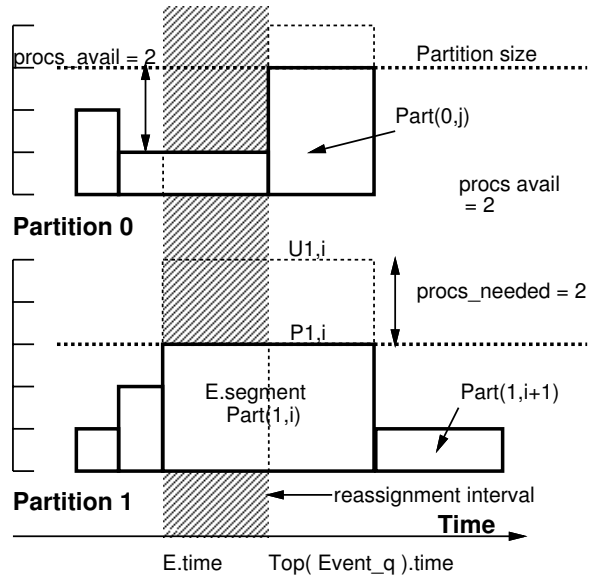 procs_avail = 2
Partition size
Part(0,j)
procs avail
= 2
Partition 0
U1,i
procs_needed = 2
P1,i
E.segment
Part(1,i)
Part(1,i+1)
Partition 1
reassignment interval
Time
E.time
Top( Event_q ).time